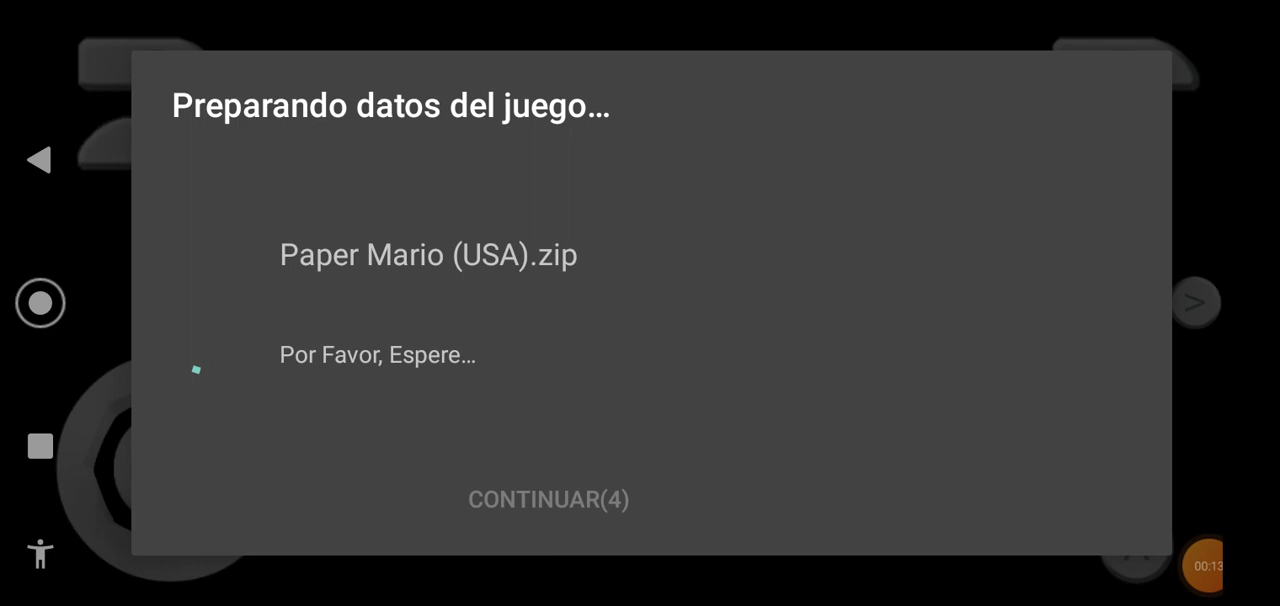 Preparando datos del juego...
Paper Mario (USA).zip
>
Por Favor, Espere...
CONTINUAR(4)
00:13